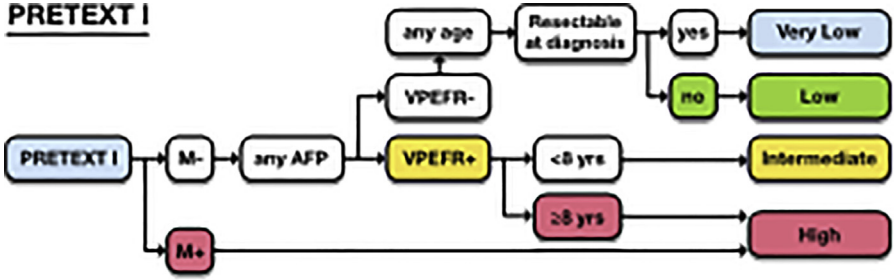 PRETEXT I
any age
Resectable
at diagnosis
yes
Very Low
VPEFR-
no
Low
PRETEXT I
M-
any AFP
VPEFR+
<8 yrs
Intermediate
≥8 yrs
High
M+